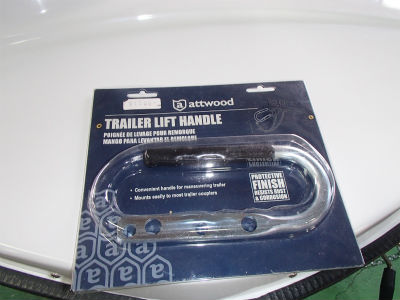 attwood
TRAILER LIFT HANDLE
POIGNÉE DE LEVAGE POUR REMORQUE
MANGO PARA LEVANTAR EL REMOLQUE
• Convenient handle for maneuvering trailer
• Mounts easily to most trailer couplers
PROTECTIVE
FINISH
RESISTS RUST
& CORROSION